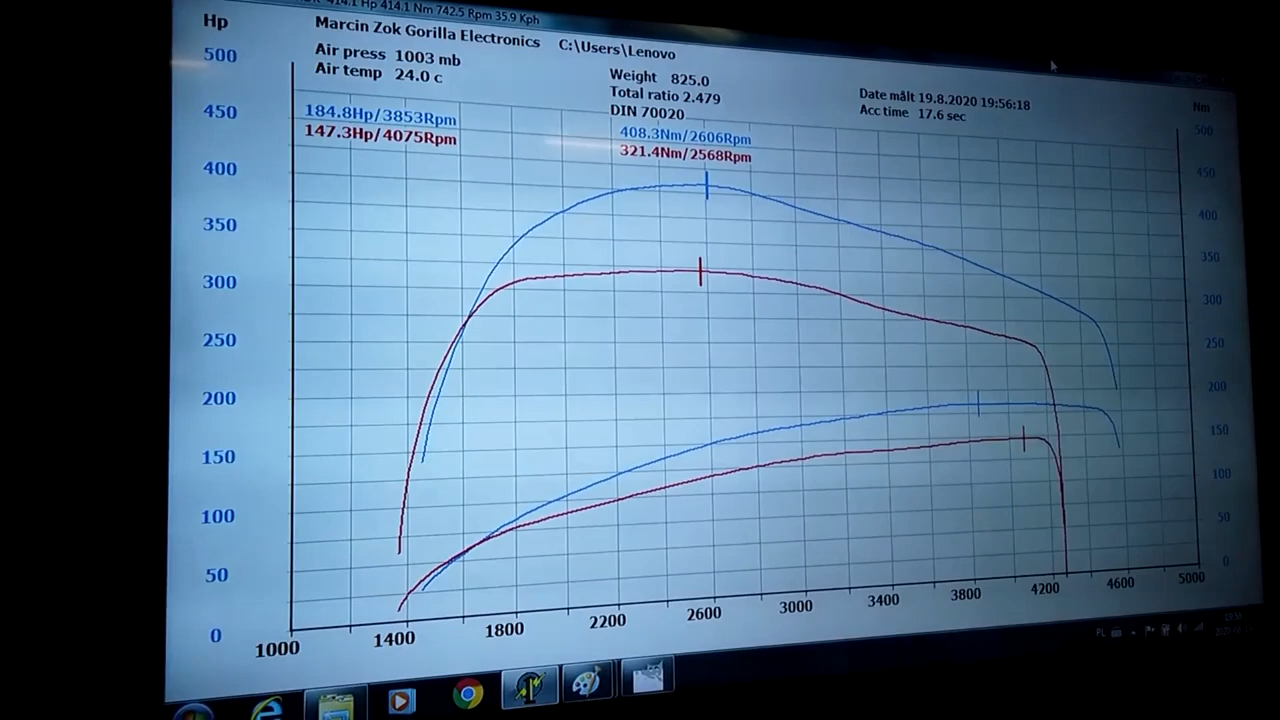 414.1 Hp 414.1 Nm 742.5 Rpm 35.9 Kph
Marcin Zok Gorilla Electronics C:\Users\Lenovo
Air press 1003 mb
Air temp 24.0 c
Weight 825.0
Total ratio 2.479
DIN 70020
Date målt 19.8.2020 19:56:18
Acc time 17.6 sec
184.8Hp/3853Rpm
147.3Hp/4075Rpm
408.3Nm/2606Rpm
321.4Nm/2568Rpm
Hp
500
450
400
350
300
250
200
150
100
50
0
Nm
500
450
400
350
300
250
200
150
100
50
0
1000 1400 1800 2200 2600 3000 3400 3800 4200 4600 5000
PL